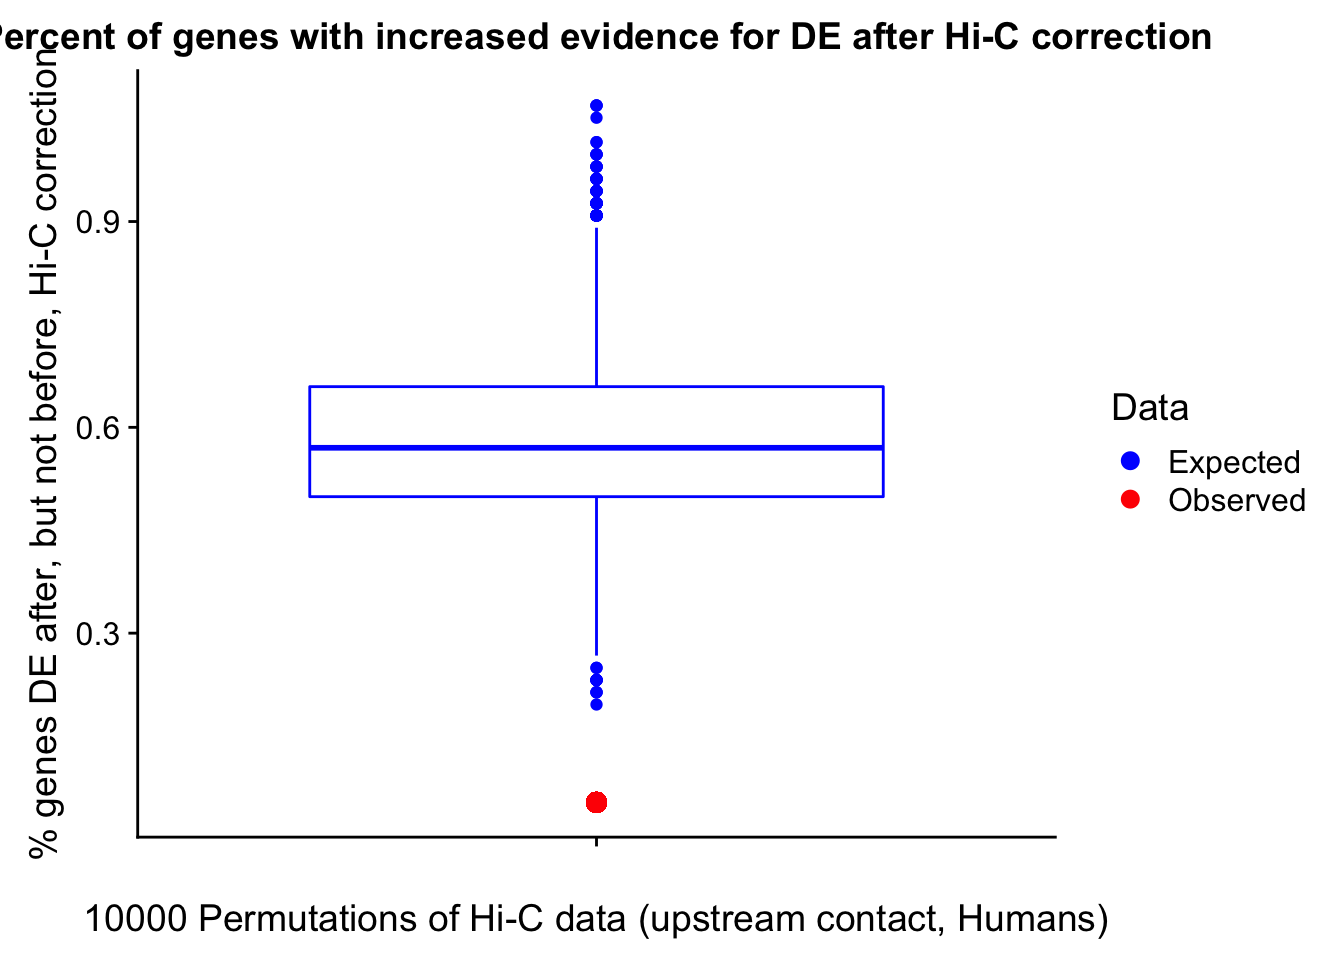 Percent of genes with increased evidence for DE after Hi-C correction
% genes DE after, but not before, Hi-C correction
0.9
0.6
0.3
Data
Expected
Observed
10000 Permutations of Hi-C data (upstream contact, Humans)